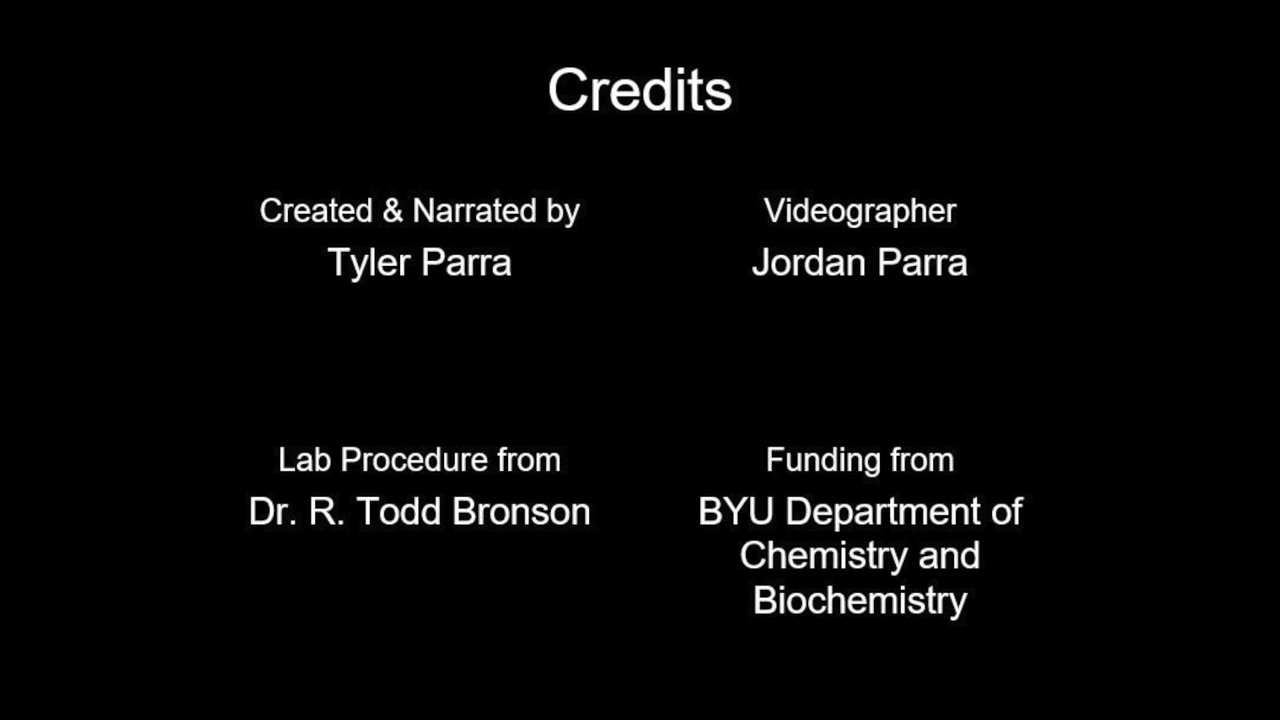 Credits
Created & Narrated by
Tyler Parra
Videographer
Jordan Parra
Lab Procedure from
Dr. R. Todd Bronson
Funding from
BYU Department of
Chemistry and
Biochemistry